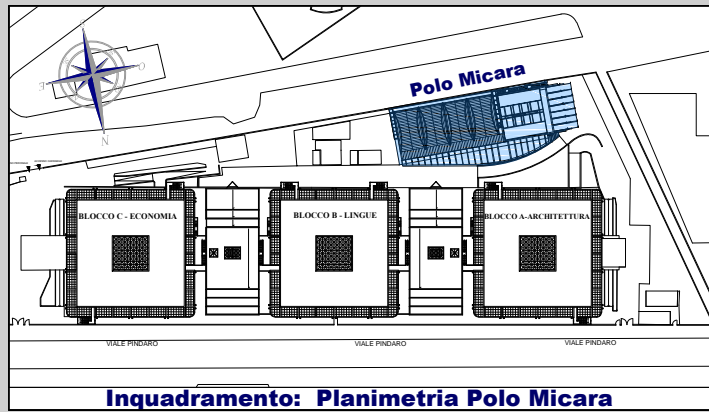 Polo Micara
E
O
N
BLOCCO C - ECONOMIA
BLOCCO B - LINGUE
BLOCCO A-ARCHITETTURA
VIALE PINDARO
VIALE PINDARO
VIALE PINDARO
Inquadramento: Planimetria Polo Micara